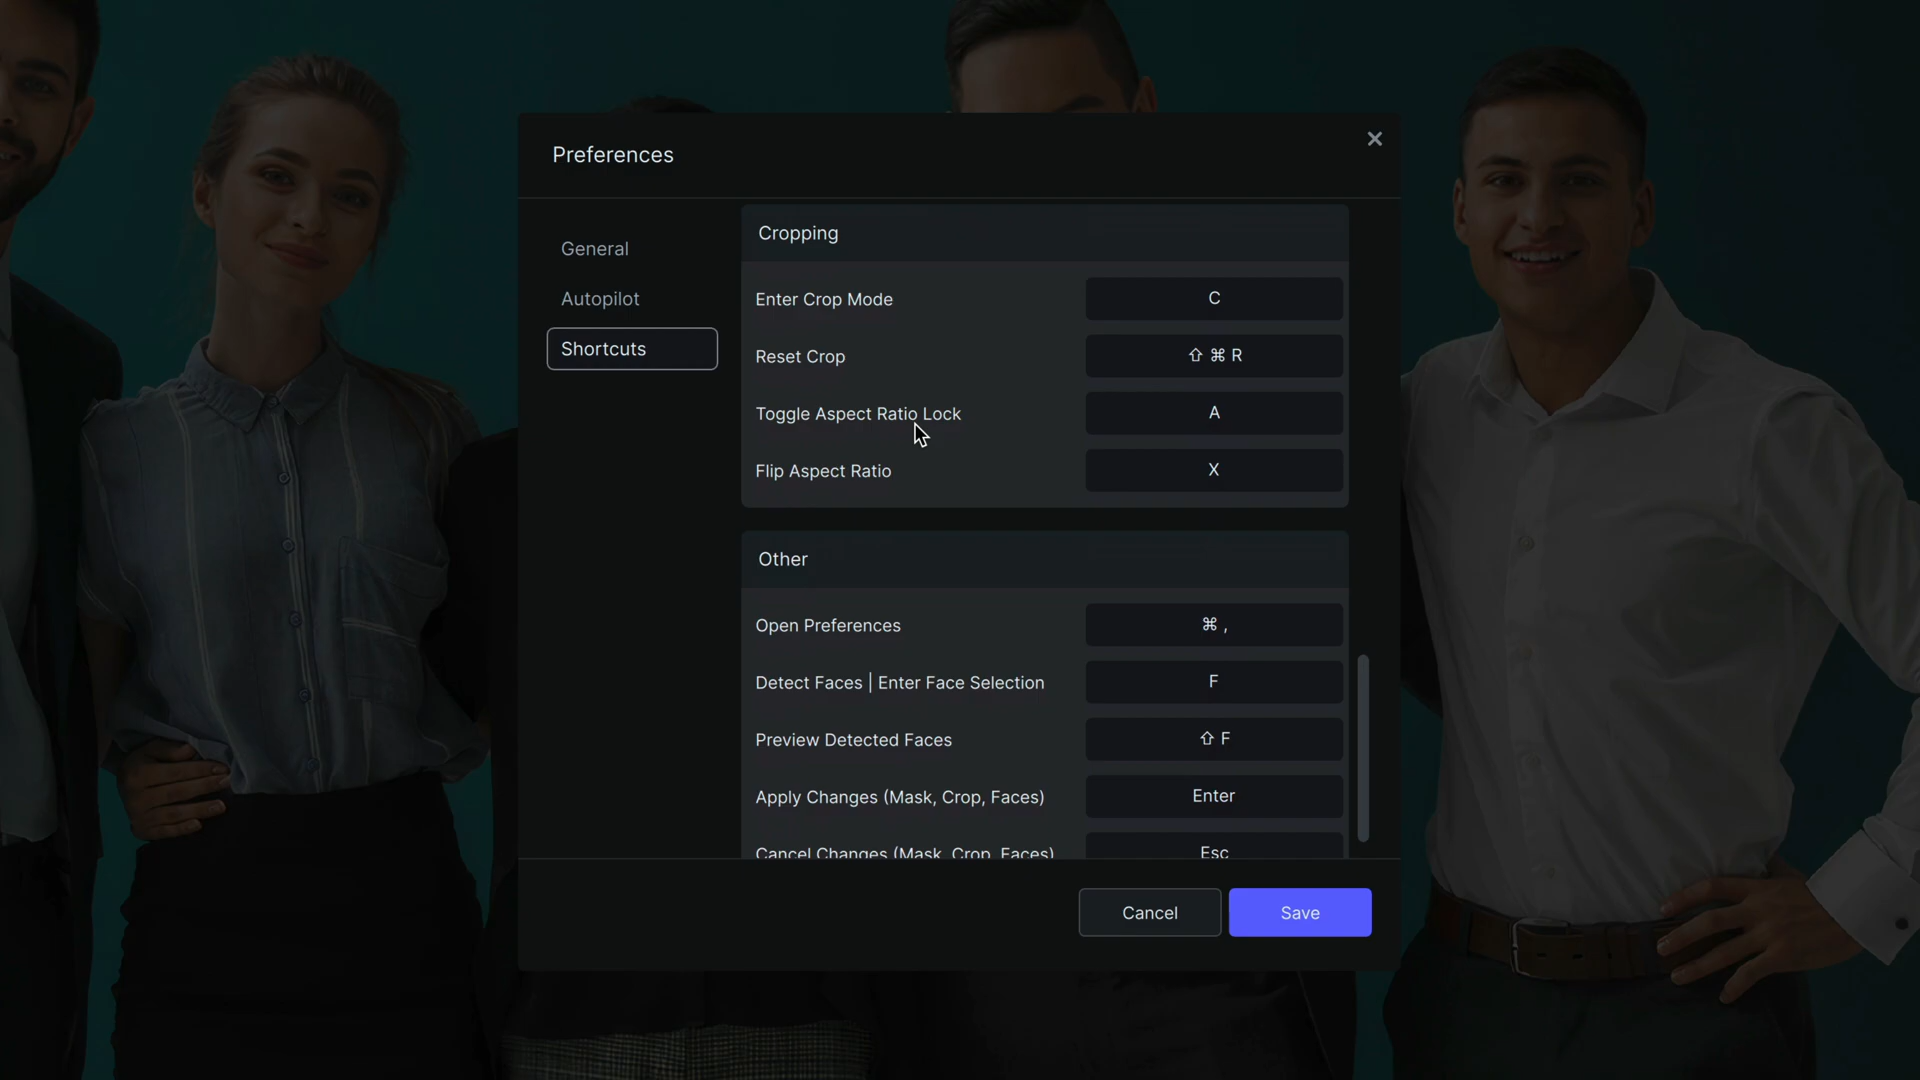 Preferences
General
Autopilot
Shortcuts
Cropping
Enter Crop Mode C
Reset Crop ⇧ ⌘ R
Toggle Aspect Ratio Lock A
Flip Aspect Ratio X
Other
Open Preferences ⌘ ,
Detect Faces | Enter Face Selection F
Preview Detected Faces ⇧ F
Apply Changes (Mask, Crop, Faces) Enter
Cancel Changes (Mask, Crop, Faces) Esc
Cancel
Save